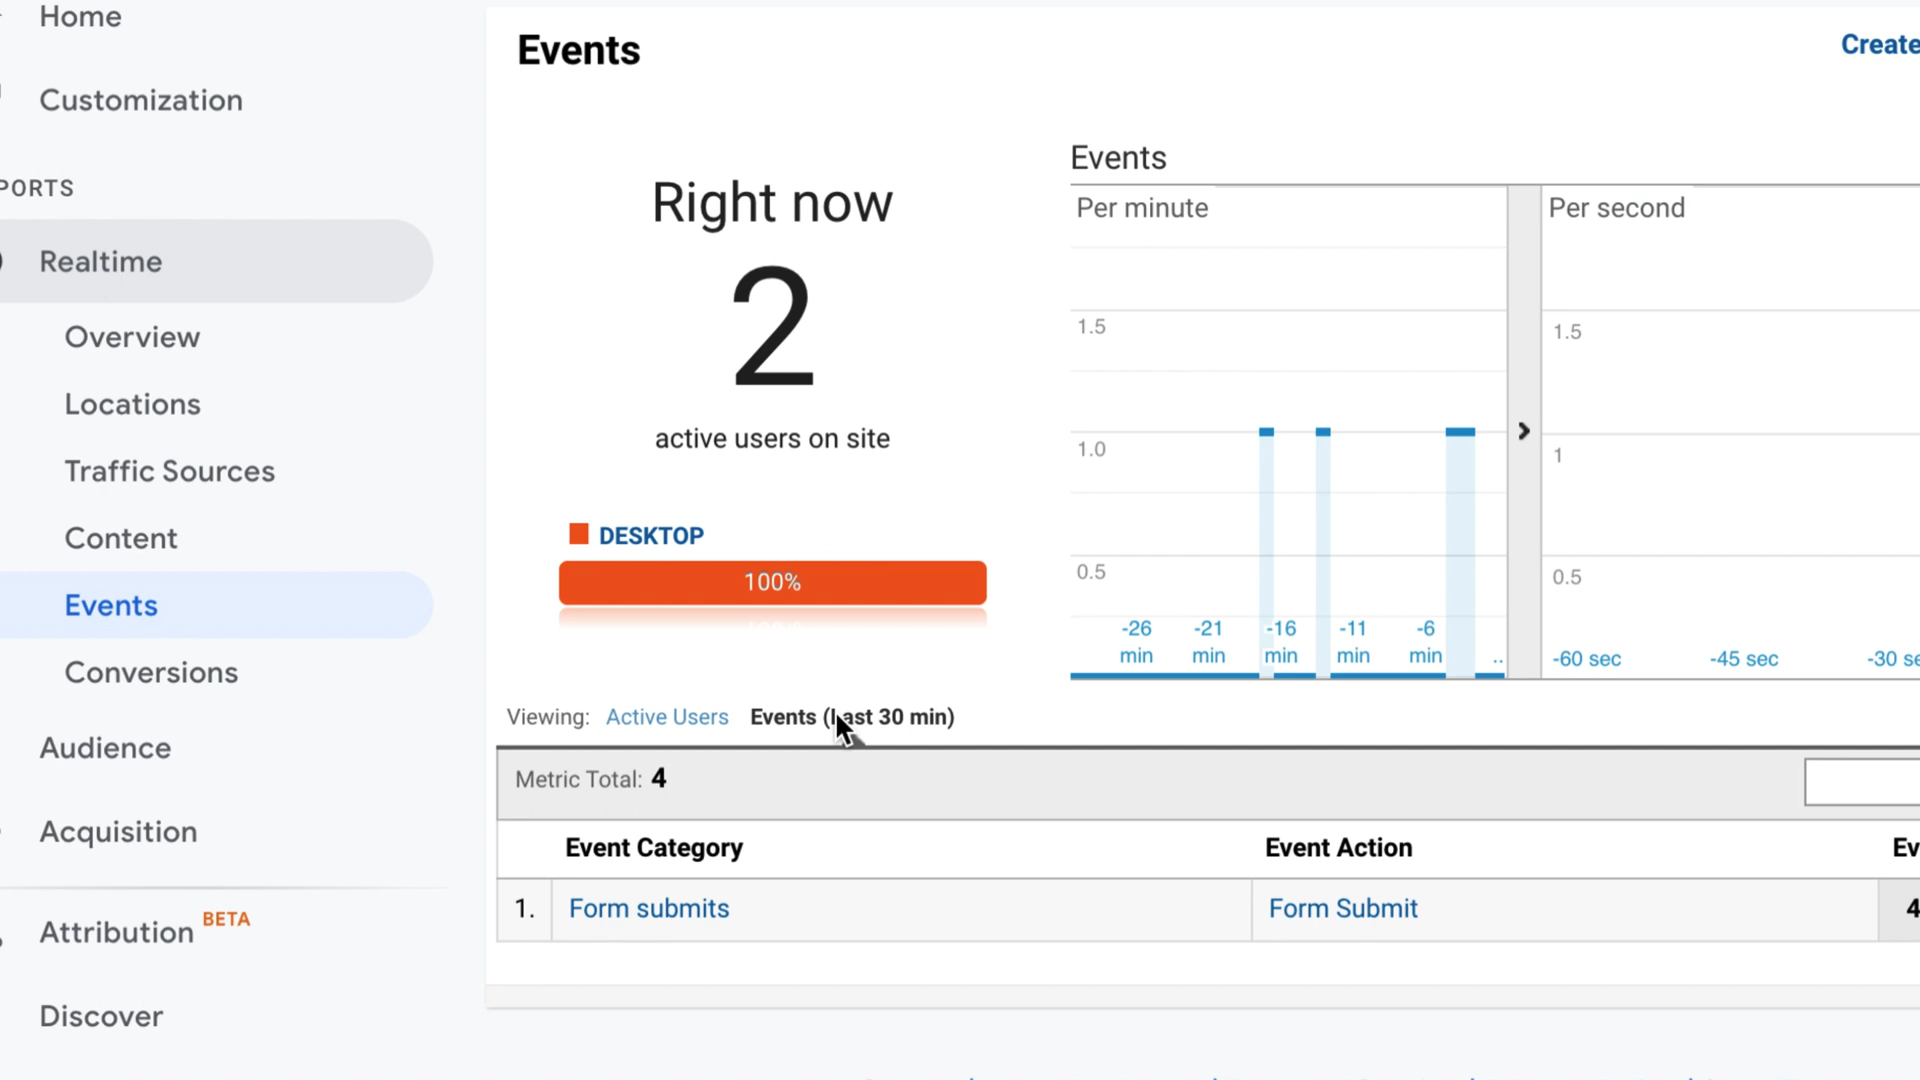 Home
Customization
PORTS
Realtime
Overview
Locations
Traffic Sources
Content
Events
Conversions
Audience
Acquisition
Attribution BETA
Discover
Events
Create
Right now
2
active users on site
DESKTOP
100%
Events
Per minute
Per second
1.5
1.0
0.5
-26 min
-21 min
-16 min
-11 min
-6 min
..
1.5
1
0.5
-60 sec
-45 sec
-30 se
Viewing: Active Users Events (Last 30 min)
Metric Total: 4
Event Category Event Action Ev
1. Form submits Form Submit 4